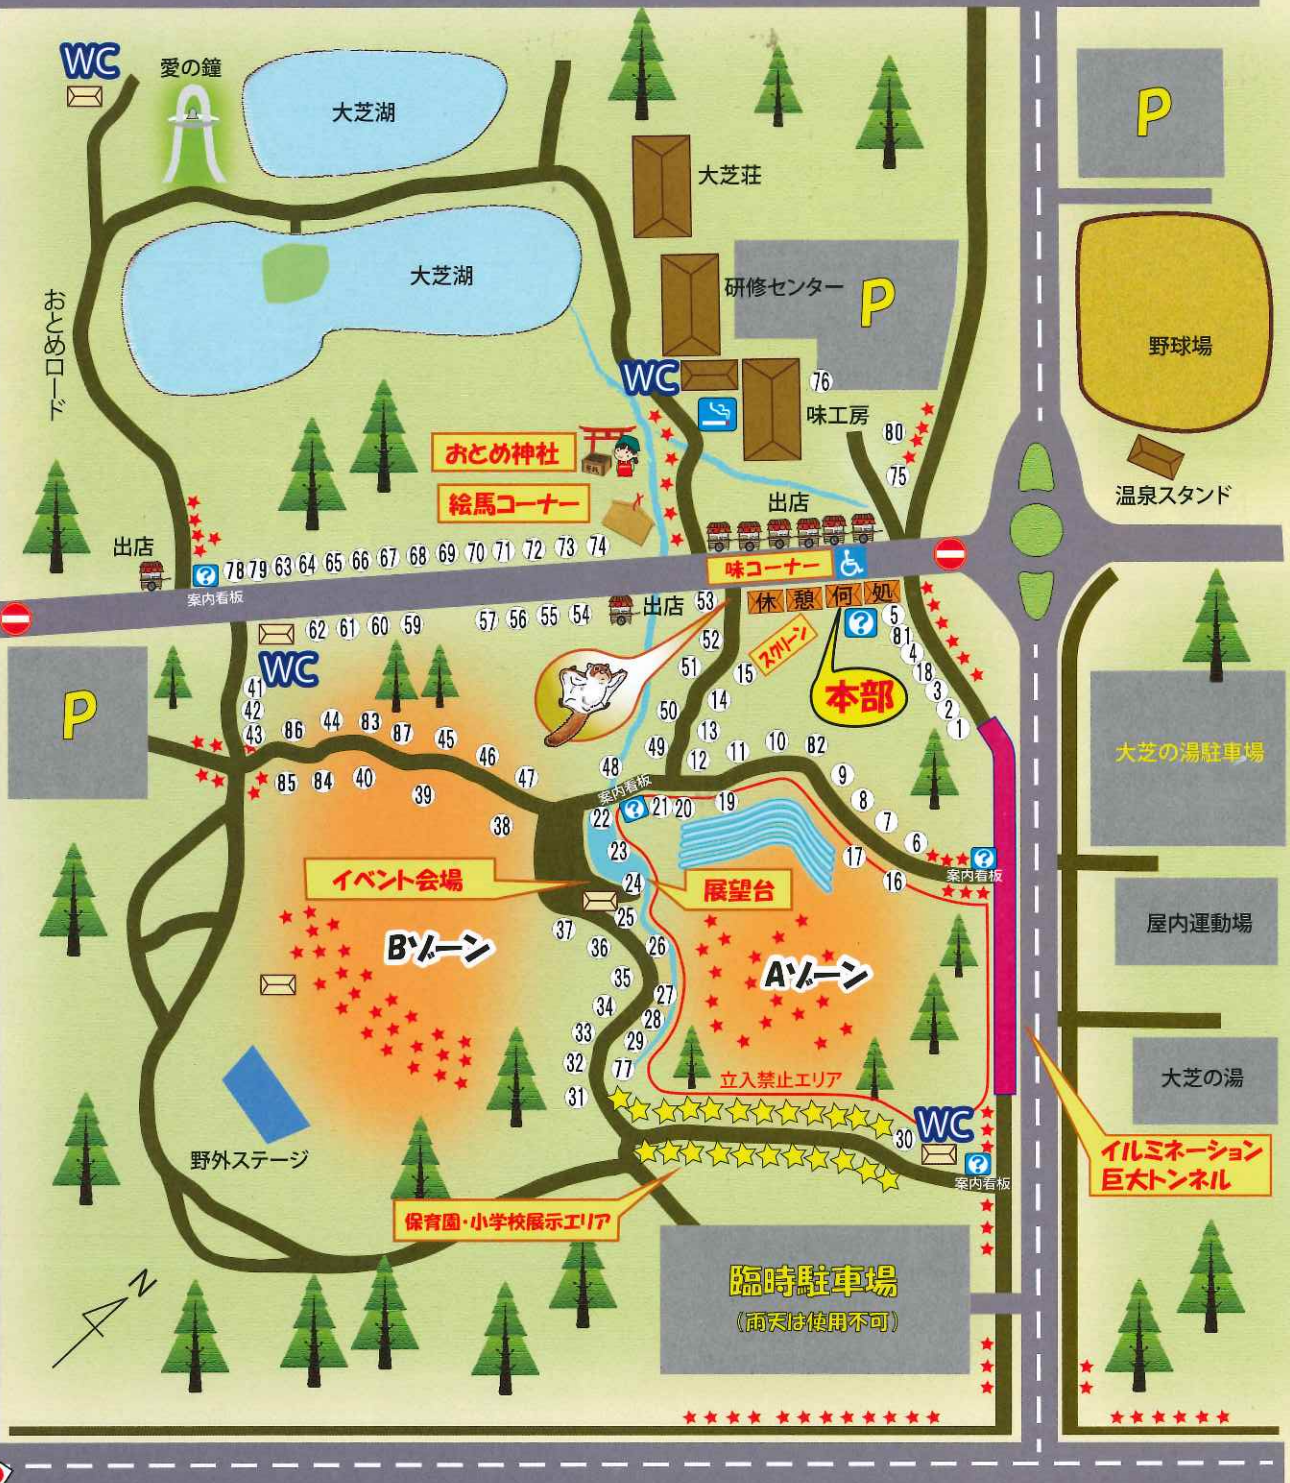 WC
愛の鐘
大芝湖
P
大芝荘
大芝湖
研修センター
P
おとめロード
野球場
WC
76
味工房
80
おとめ神社
75
温泉スタンド
絵馬コーナー
出店
出店
78 79 63 64 65 66 67 68 69 70 71 72 73 74
味コーナー
?
案内看板
休 憩 何 処
62 61 60 59 57 56 55 54
出店
53
5
?
WC
52
スクリーン
81
4
41
51
15
18
本部
3
42
50
14
2
P
43
86
44
83
87
45
46
49
13
12
11
10
82
1
大芝の湯駐車場
85
84
40
39
47
48
案内看板
?
21
20
19
9
8
7
6
38
22
23
17
16
?
案内看板
イベント会場
24
展望台
25
37
36
26
屋内運動場
Bゾーン
35
Aゾーン
34
27
28
33
29
32
77
立入禁止エリア
大芝の湯
31
30
WC
?
案内看板
イルミネーション
巨大トンネル
野外ステージ
保育園・小学校展示エリア
臨時駐車場
(雨天は使用不可)
N